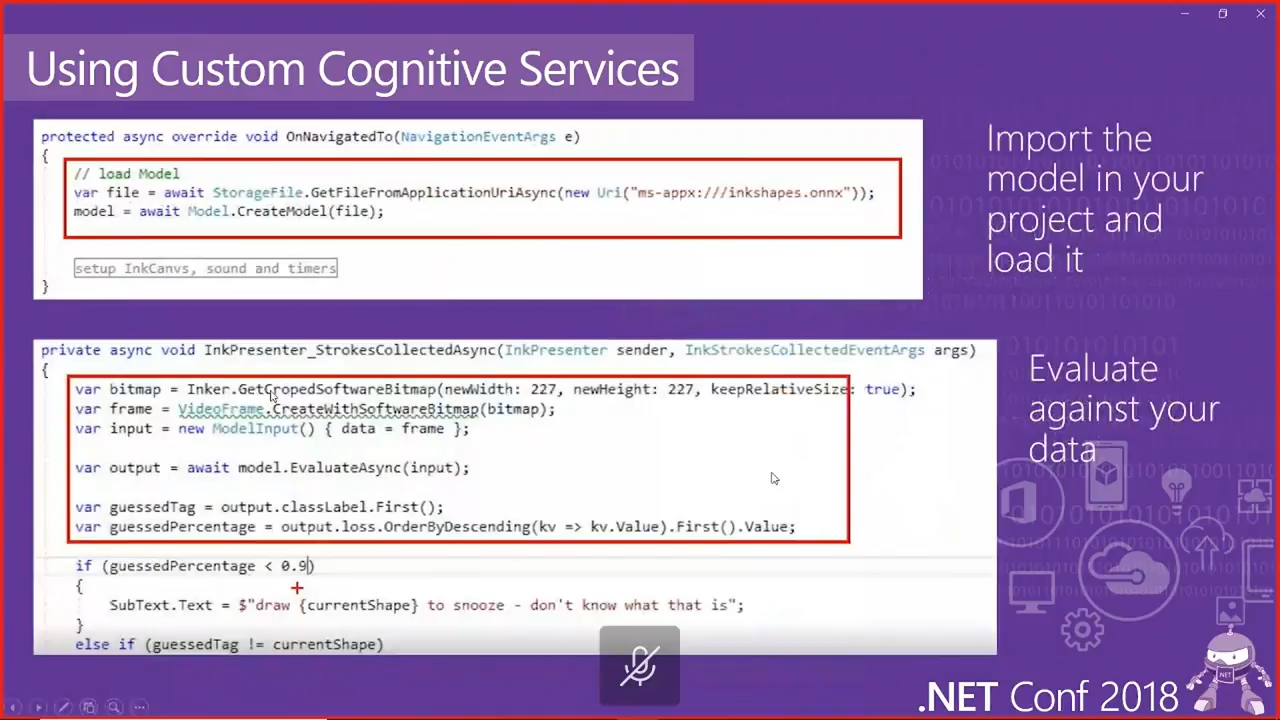 Using Custom Cognitive Services
protected async override void OnNavigatedTo(NavigationEventArgs e)
{
// load Model
var file = await StorageFile.GetFileFromApplicationUriAsync(new Uri("ms-appx:///inkshapes.onnx"));
model = await Model.CreateModel(file);
setup InkCanvs, sound and timers
}
Import the
model in your
project and
load it
private async void InkPresenter_StrokesCollectedAsync(InkPresenter sender, InkStrokesCollectedEventArgs args)
{
var bitmap = Inker.GetCropedSoftwareBitmap(newWidth: 227, newHeight: 227, keepRelativeSize: true);
var frame = VideoFrame.CreateWithSoftwareBitmap(bitmap);
var input = new ModelInput() { data = frame };
var output = await model.EvaluateAsync(input);
var guessedTag = output.classLabel.First();
var guessedPercentage = output.loss.OrderByDescending(kv => kv.Value).First().Value;
if (guessedPercentage < 0.9)
{
SubText.Text = $"draw {currentShape} to snooze - don't know what that is";
}
else if (guessedTag != currentShape)
Evaluate
against your
data
.NET Conf 2018
.NET